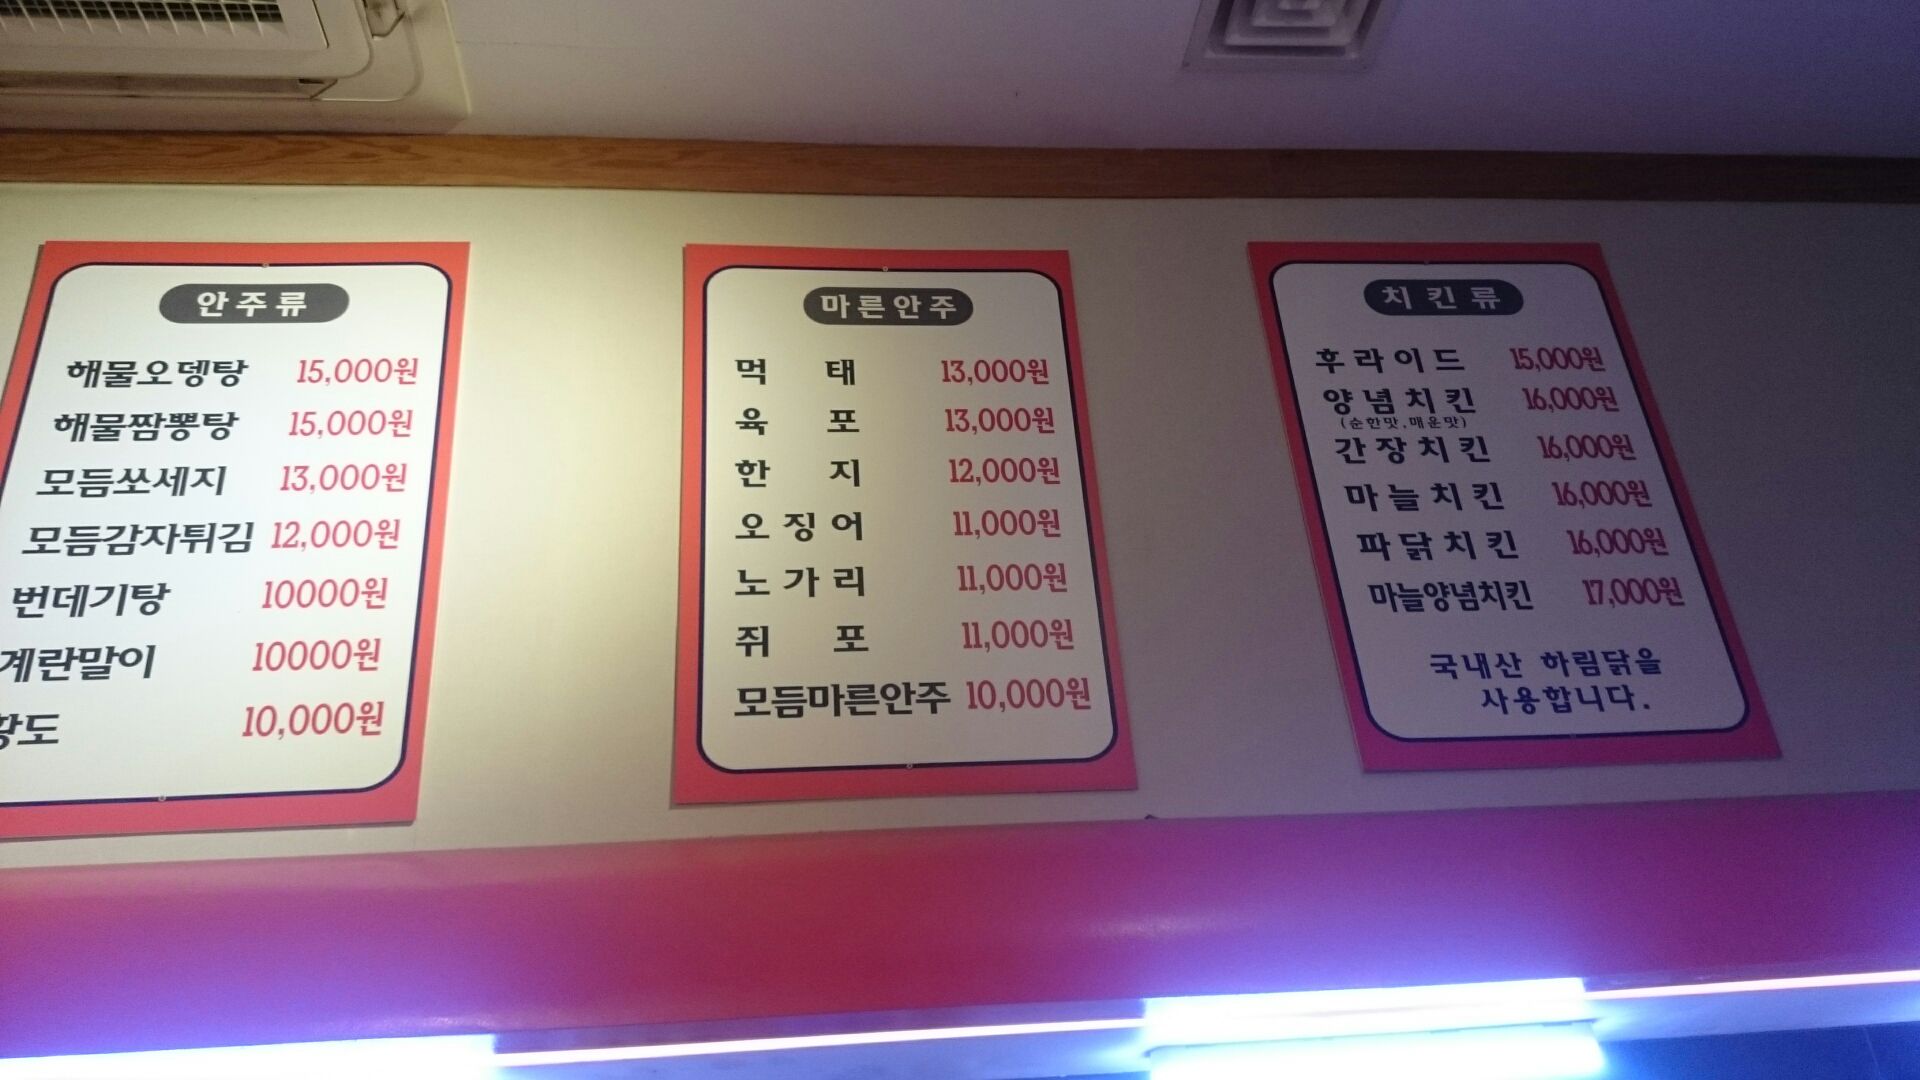 안주류
해물오뎅탕 15,000원
해물짬뽕탕 15,000원
모듬쏘세지 13,000원
모듬감자튀김 12,000원
번데기탕 10000원
계란말이 10000원
황도 10,000원
마른안주
먹태 13,000원
육포 13,000원
한지 12,000원
오징어 11,000원
노가리 11,000원
쥐포 11,000원
모듬마른안주 10,000원
치킨류
후라이드 15,000원
양념치킨 16,000원
(순한맛,매운맛)
간장치킨 16,000원
마늘치킨 16,000원
파닭치킨 16,000원
마늘양념치킨 17,000원
국내산 하림닭을
사용합니다.